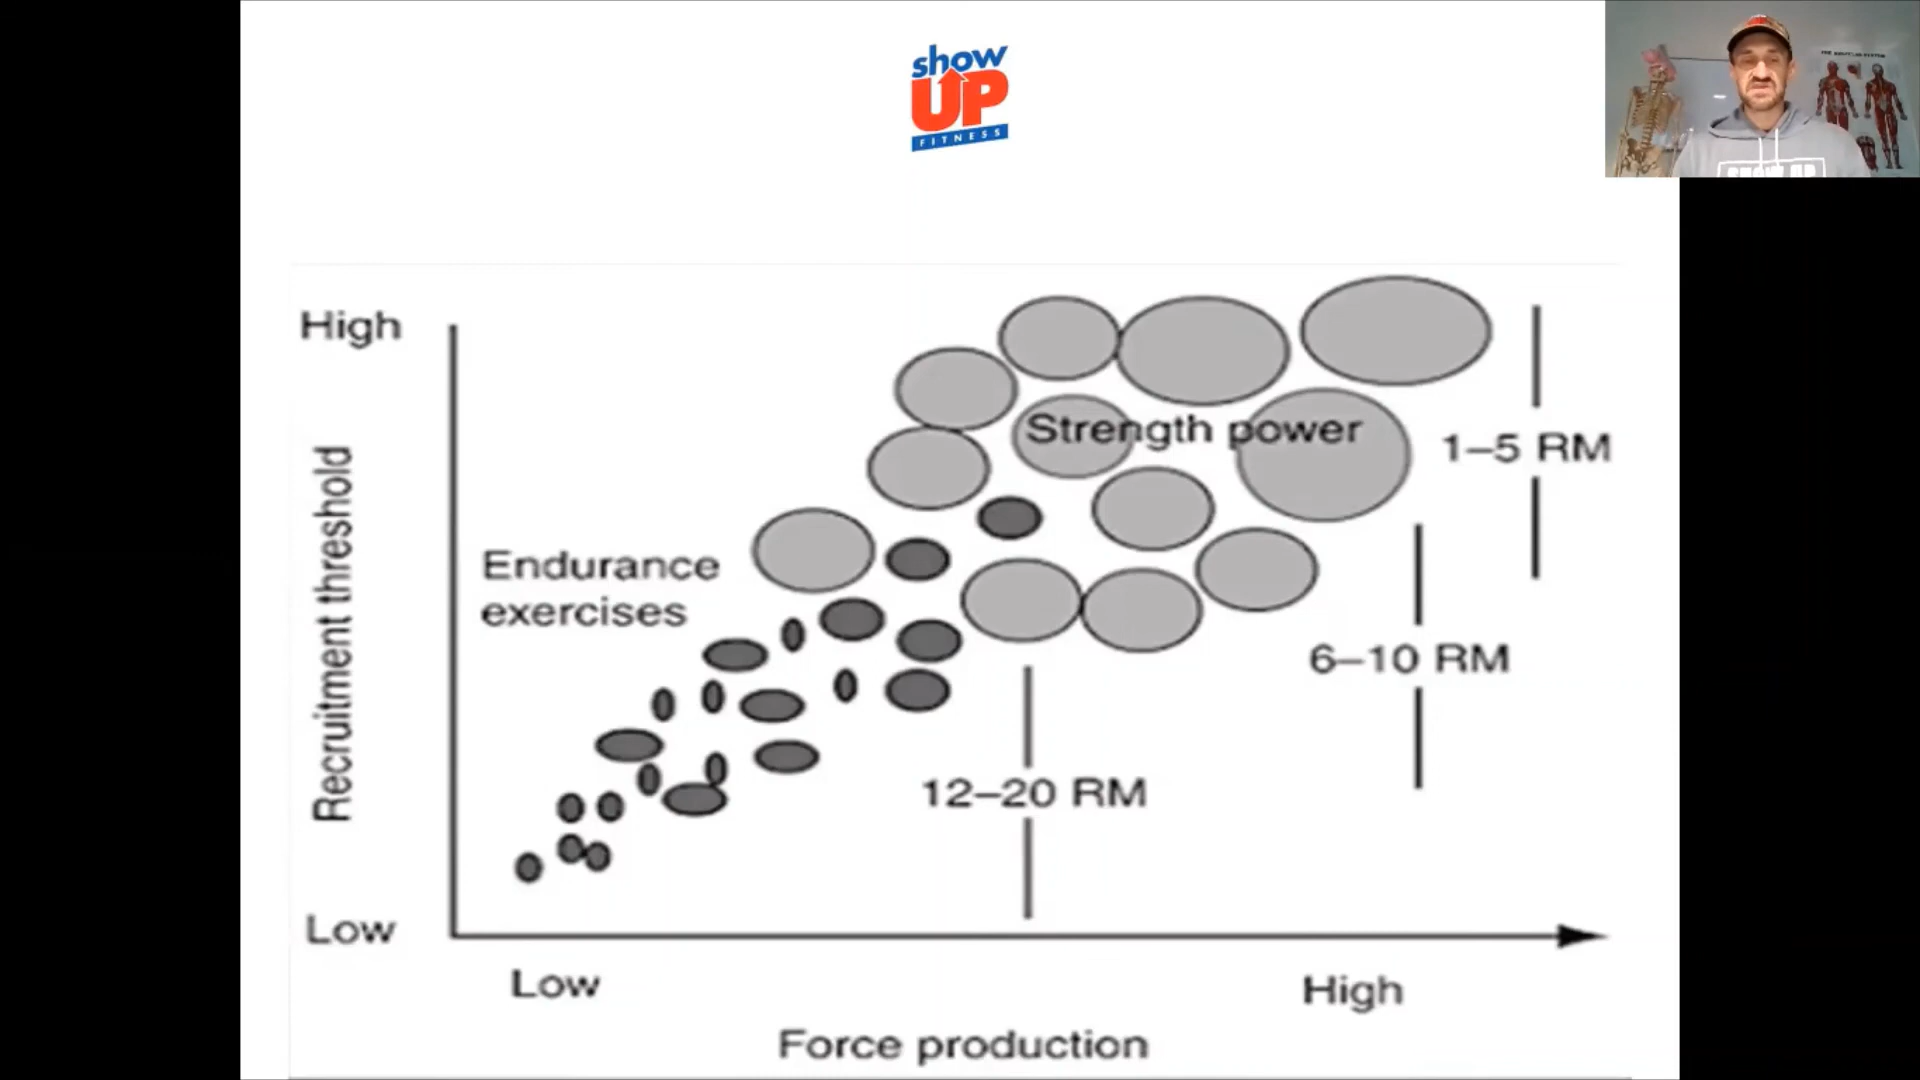 show
UP
FITNESS
High
Strength power
1–5 RM
Endurance
exercises
Recruitment threshold
6–10 RM
12–20 RM
Low
Low
High
Force production